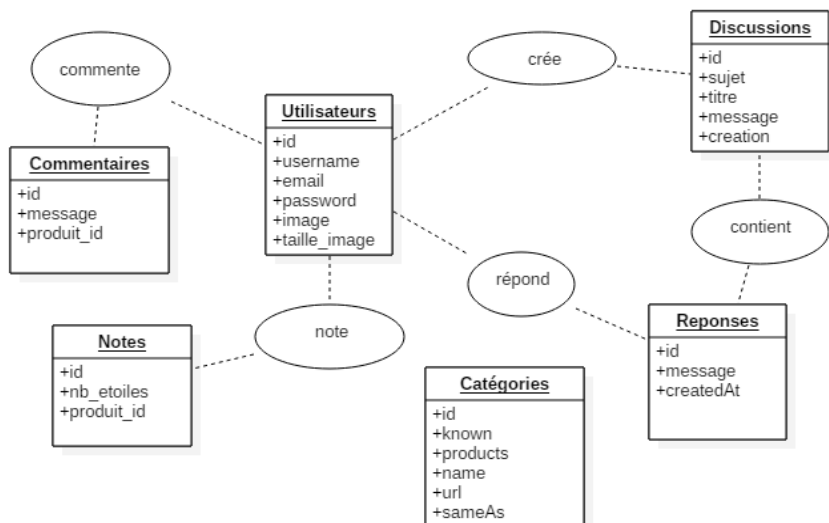 commente
crée
Discussions
+id
+sujet
+titre
+message
+creation
Utilisateurs
+id
+username
+email
+password
+image
+taille_image
Commentaires
+id
+message
+produit_id
contient
répond
note
Notes
+id
+nb_etoiles
+produit_id
Reponses
+id
+message
+createdAt
Catégories
+id
+known
+products
+name
+url
+sameAs